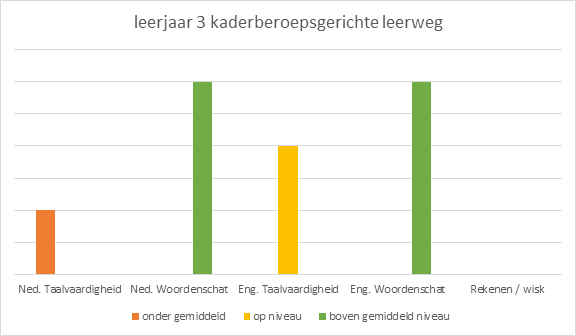 leerjaar 3 kaderberoepsgerichte leerweg
Ned. Taalvaardigheid Ned. Woordenschat Eng. Taalvaardigheid Eng. Woordenschat Rekenen / wisk
onder gemiddeld op niveau boven gemiddeld niveau